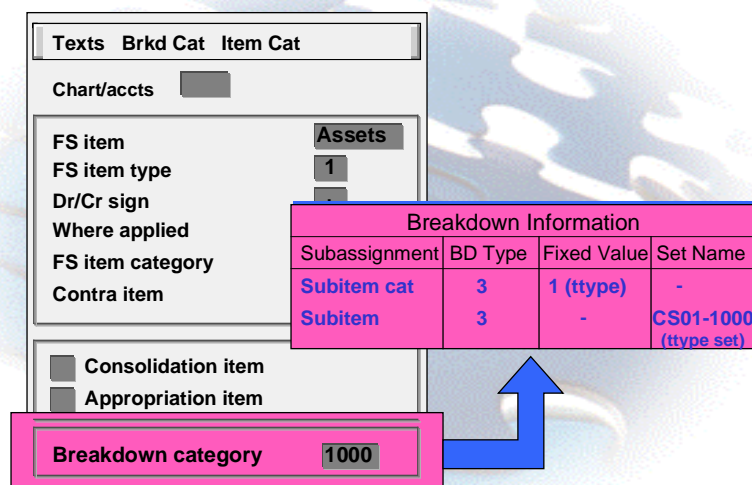 Texts Brkd Cat Item Cat
Chart/accts
FS item Assets
FS item type 1
Dr/Cr sign
Where applied
FS item category
Contra item
Breakdown Information
Subassignment BD Type Fixed Value Set Name
Subitem cat 3 1 (ttype) -
Subitem 3 - CS01-1000
(ttype set)
Consolidation item
Appropriation item
Breakdown category 1000